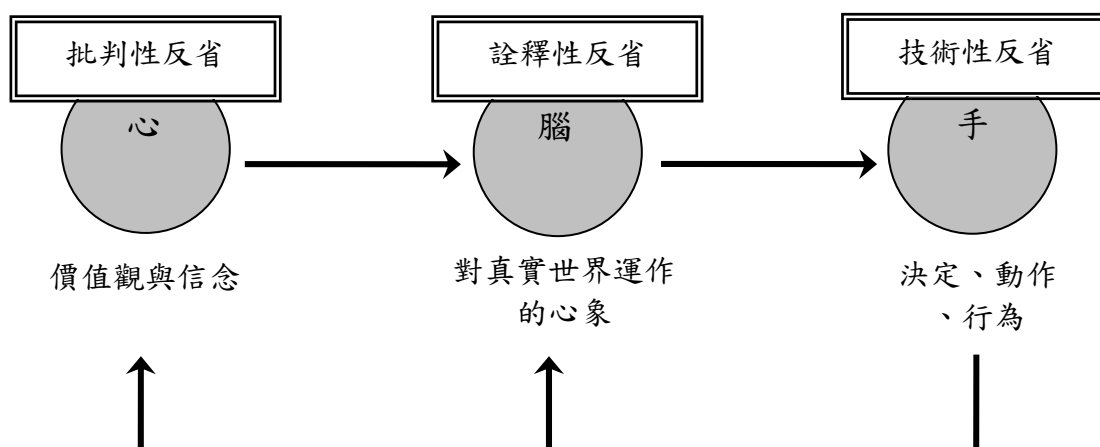 批判性反省
詮釋性反省
技術性反省
心
腦
手
價值觀與信念
對真實世界運作
的心象
決定、動作
、行為